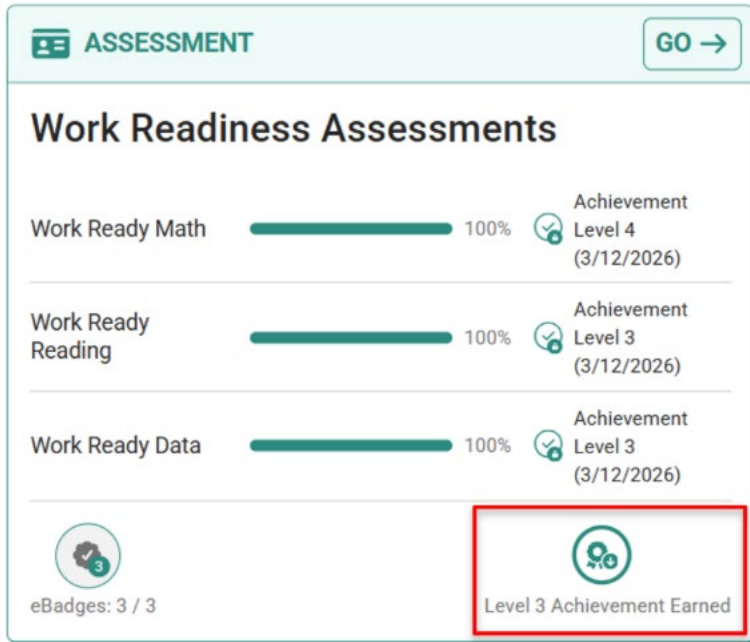 ASSESSMENT
GO →
Work Readiness Assessments
Work Ready Math
100%
Achievement
Level 4
(3/12/2026)
Work Ready
Reading
100%
Achievement
Level 3
(3/12/2026)
Work Ready Data
100%
Achievement
Level 3
(3/12/2026)
3
eBadges: 3 / 3
Level 3 Achievement Earned